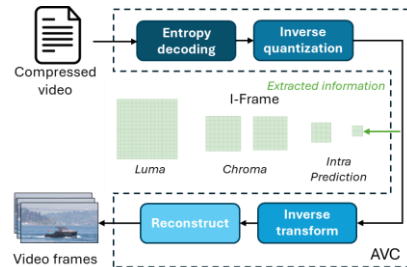 Entropy
decoding
Inverse
quantization
Compressed
video
Extracted information
I-Frame
Luma
Chroma
Intra
Prediction
Reconstruct
Inverse
transform
Video frames
AVC